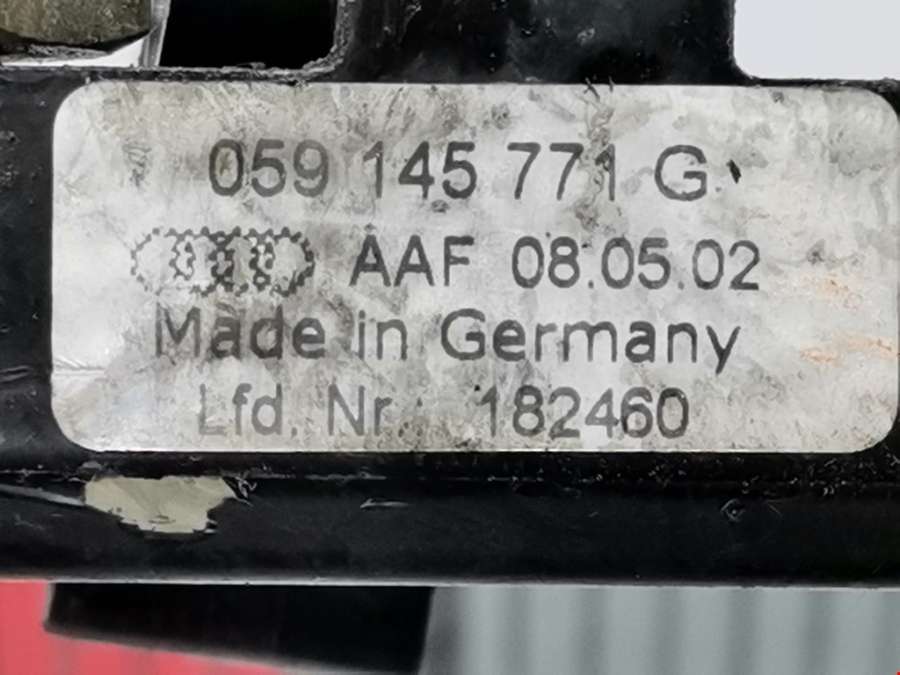 059 145 771 G
AAF 08.05.02
Made in Germany
Lfd. Nr.: 182460